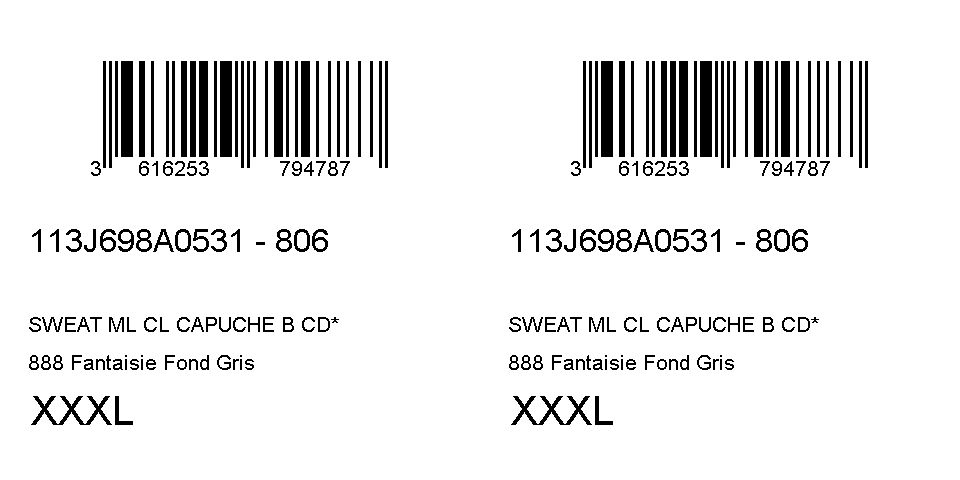 3 616253 794787
113J698A0531 - 806
SWEAT ML CL CAPUCHE B CD*
888 Fantaisie Fond Gris
XXXL
3 616253 794787
113J698A0531 - 806
SWEAT ML CL CAPUCHE B CD*
888 Fantaisie Fond Gris
XXXL